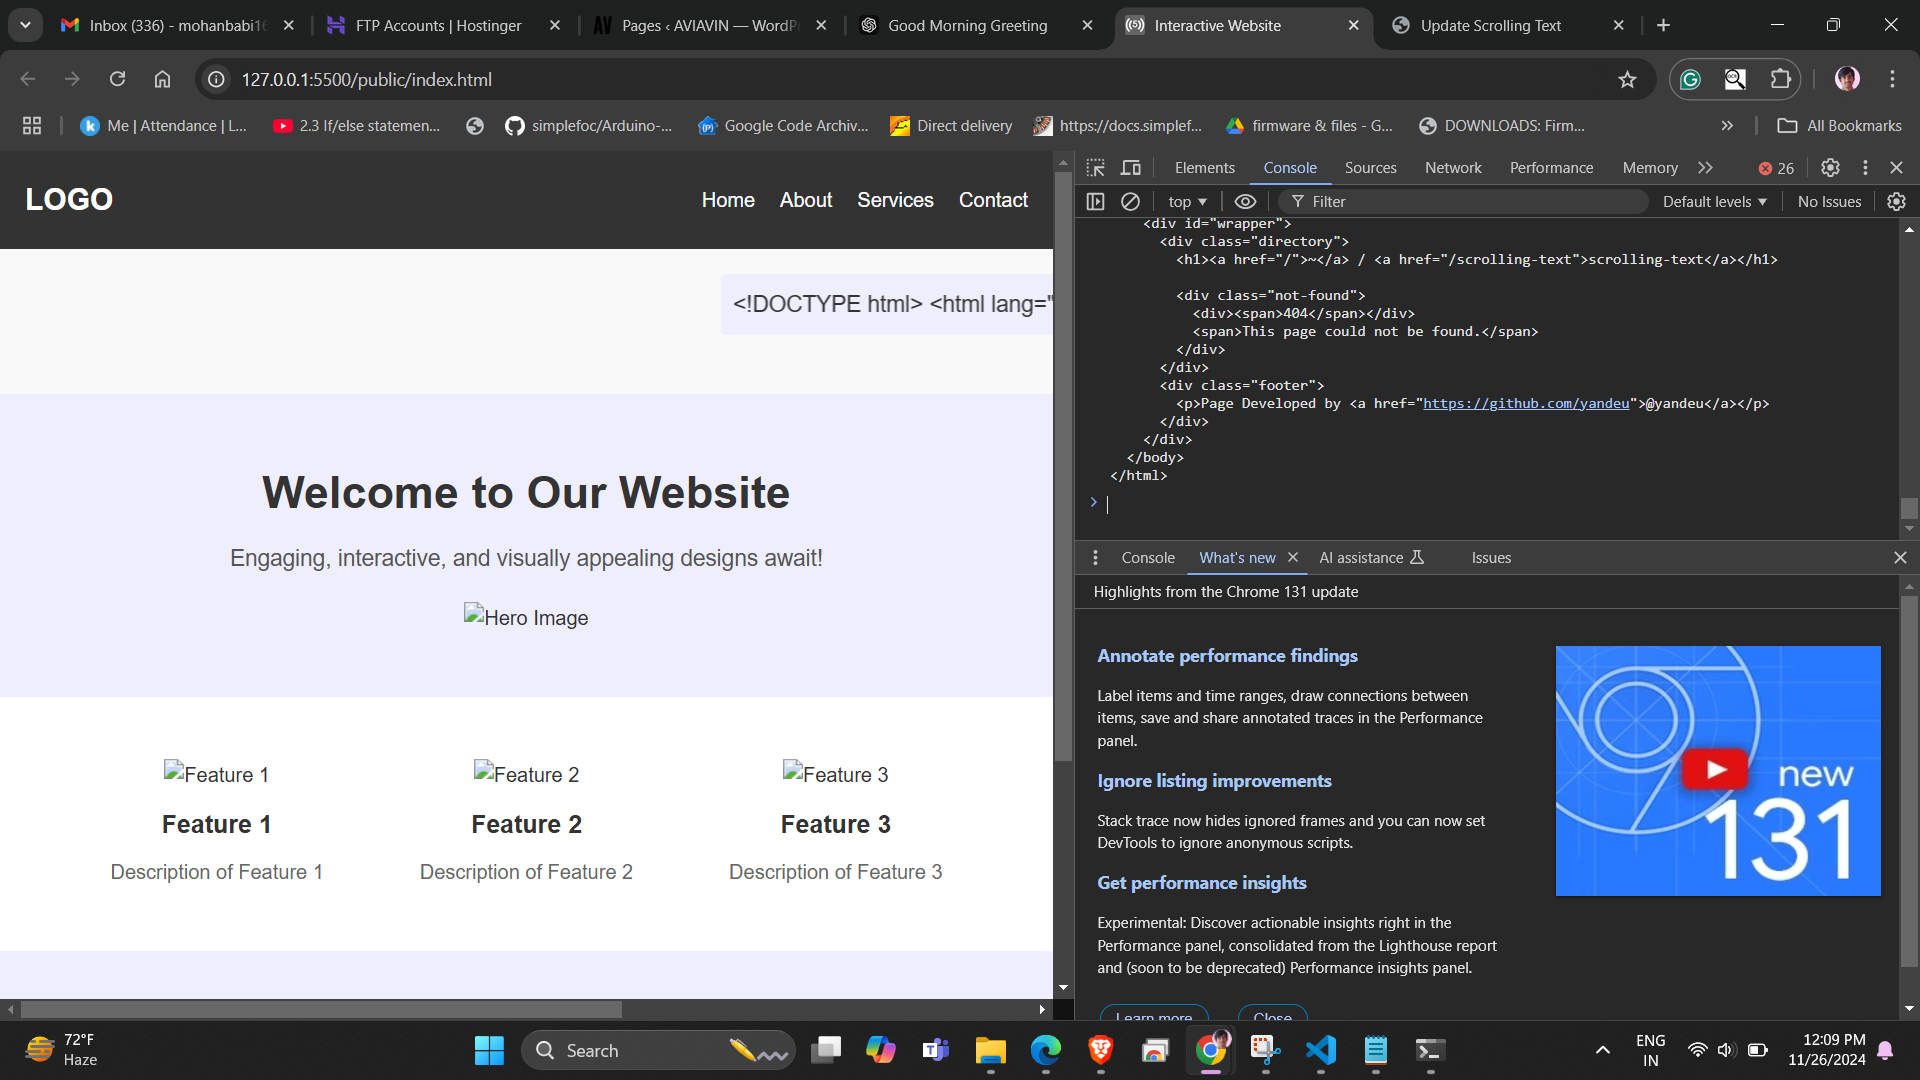 Inbox (336) - mohanbabi16
FTP Accounts | Hostinger
Pages ‹ AVIAVIN — WordPr
Good Morning Greeting
Interactive Website
Update Scrolling Text
127.0.0.1:5500/public/index.html
Me | Attendance | L...
2.3 If/else statemen...
simplefoc/Arduino-...
Google Code Archiv...
Direct delivery
https://docs.simplef...
firmware & files - G...
DOWNLOADS: Firm...
All Bookmarks
LOGO
Home
About
Services
Contact
<!DOCTYPE html> <html lang="
Welcome to Our Website
Engaging, interactive, and visually appealing designs await!
Hero Image
Feature 1
Feature 2
Feature 3
Feature 1
Feature 2
Feature 3
Description of Feature 1
Description of Feature 2
Description of Feature 3
Elements
Console
Sources
Network
Performance
Memory
26
top
Filter
Default levels
No Issues
<div id="wrapper">
<div class="directory">
<h1><a href="/">~</a> / <a href="/scrolling-text">scrolling-text</a></h1>
<div class="not-found">
<div><span>404</span></div>
<span>This page could not be found.</span>
</div>
</div>
<div class="footer">
<p>Page Developed by <a href="https://github.com/yandeu">@yandeu</a></p>
</div>
</div>
</body>
</html>
Console
What's new
AI assistance
Issues
Highlights from the Chrome 131 update
Annotate performance findings
Label items and time ranges, draw connections between
items, save and share annotated traces in the Performance
panel.
Ignore listing improvements
Stack trace now hides ignored frames and you can now set
DevTools to ignore anonymous scripts.
Get performance insights
Experimental: Discover actionable insights right in the
Performance panel, consolidated from the Lighthouse report
and (soon to be deprecated) Performance insights panel.
Learn more
Close
new
131
72°F
Haze
Search
ENG
IN
12:09 PM
11/26/2024